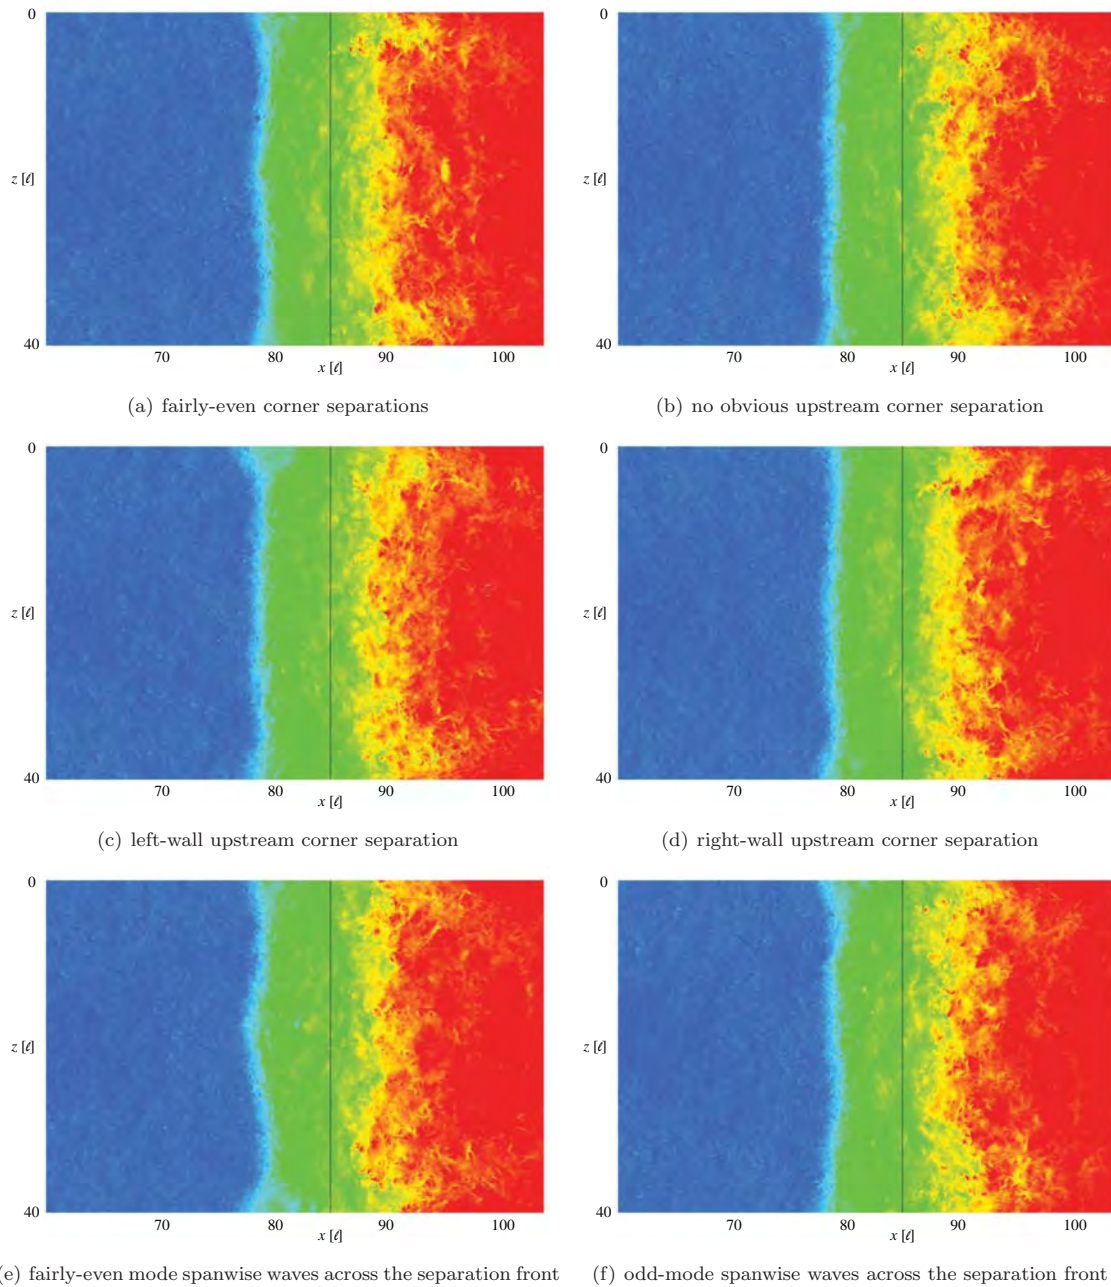 0
0
z [ℓ]
z [ℓ]
40
40
70 80 90 100
70 80 90 100
x [ℓ]
x [ℓ]
(a) fairly-even corner separations
(b) no obvious upstream corner separation
0
0
z [ℓ]
z [ℓ]
40
40
70 80 90 100
70 80 90 100
x [ℓ]
x [ℓ]
(c) left-wall upstream corner separation
(d) right-wall upstream corner separation
0
0
z [ℓ]
z [ℓ]
40
40
70 80 90 100
70 80 90 100
x [ℓ]
x [ℓ]
(e) fairly-even mode spanwise waves across the separation front
(f) odd-mode spanwise waves across the separation front